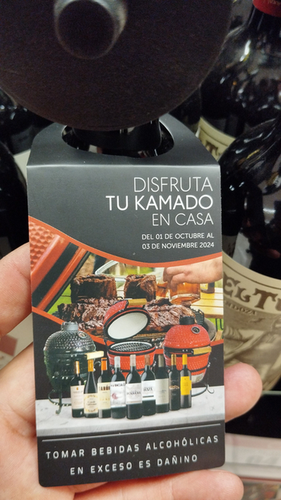 DISFRUTA
TU KAMADO
EN CASA
DEL 01 DE OCTUBRE AL
03 DE NOVIEMBRE 2024
TOMAR BEBIDAS ALCOHÓLICAS
EN EXCESO ES DAÑINO